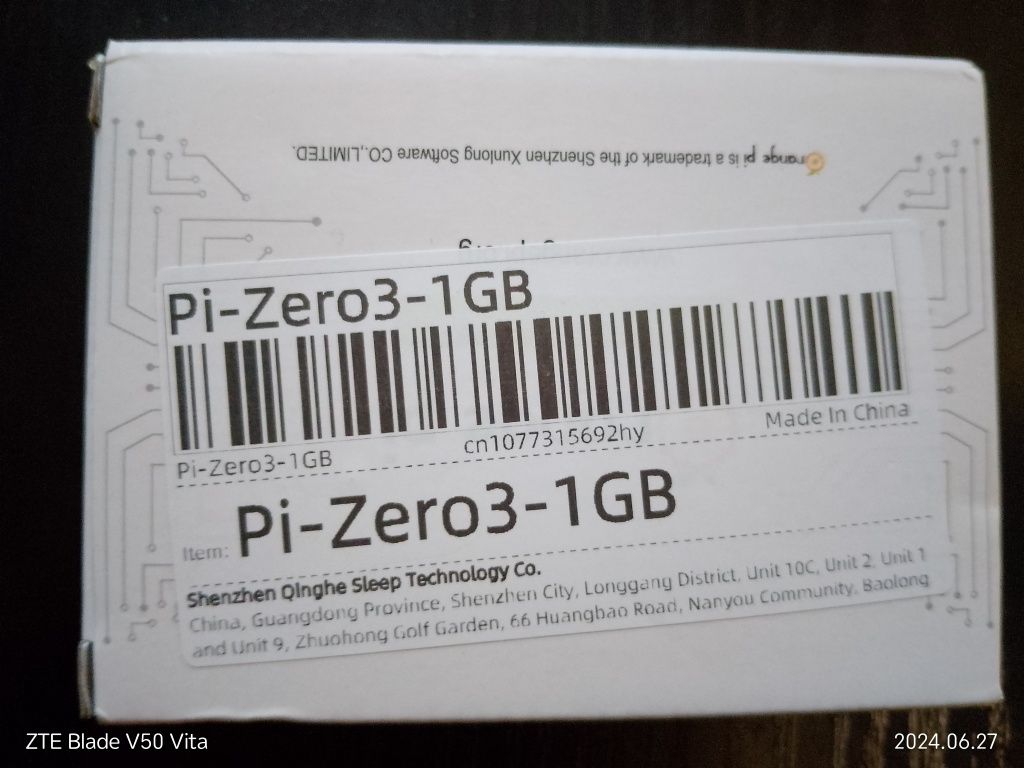 Orange pi is a trademark of the Shenzhen Xunlong Software CO.,LIMITED.
Pi-Zero3-1GB
Pi-Zero3-1GB cn1077315692hy Made In China
Item: Pi-Zero3-1GB
Shenzhen Qinghe Sleep Technology Co.
China, Guangdong Province, Shenzhen City, Longgang District, Unit 10C, Unit 2, Unit 1
and Unit 9, Zhuohong Golf Garden, 66 Huangbao Road, Nanyou Community, Baolong
ZTE Blade V50 Vita 2024.06.27